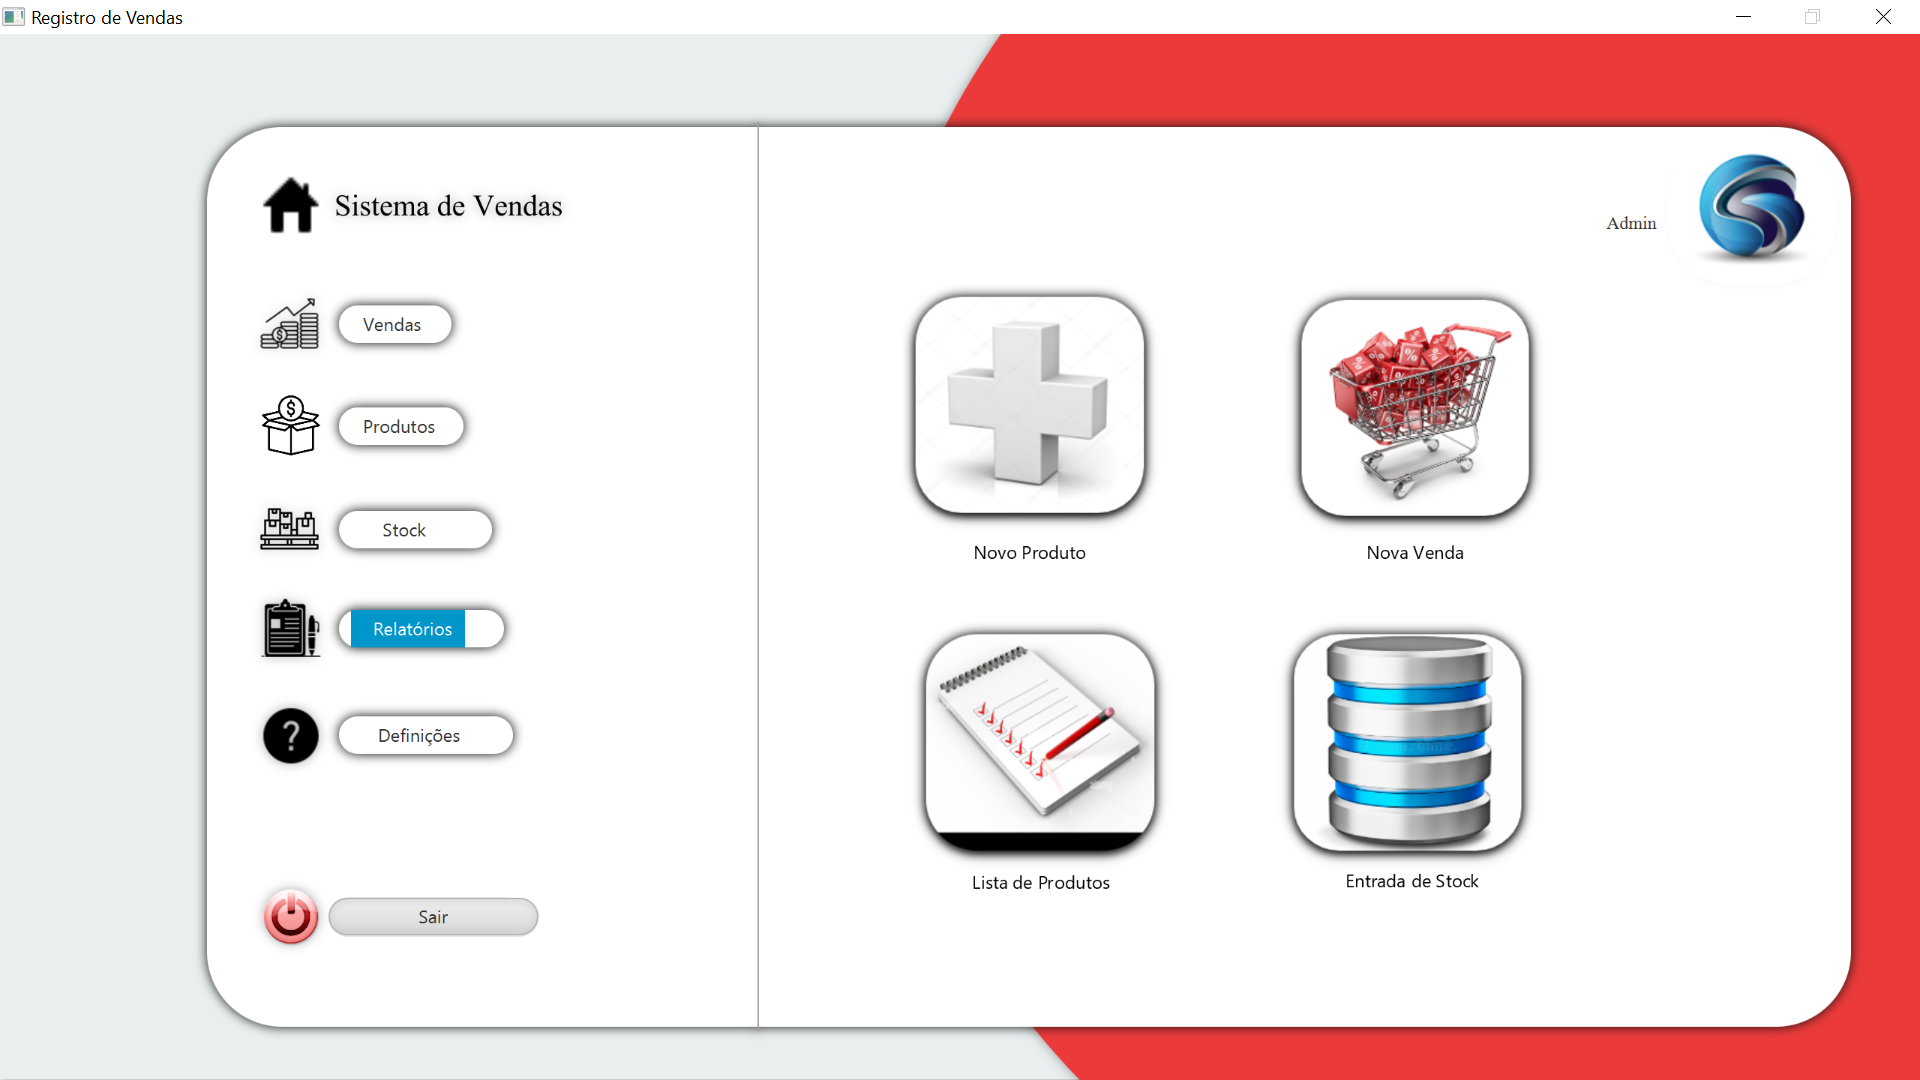 Registro de Vendas
Sistema de Vendas
Admin
Vendas
Produtos
Stock
Relatórios
Definições
Sair
Novo Produto
Nova Venda
Lista de Produtos
Entrada de Stock